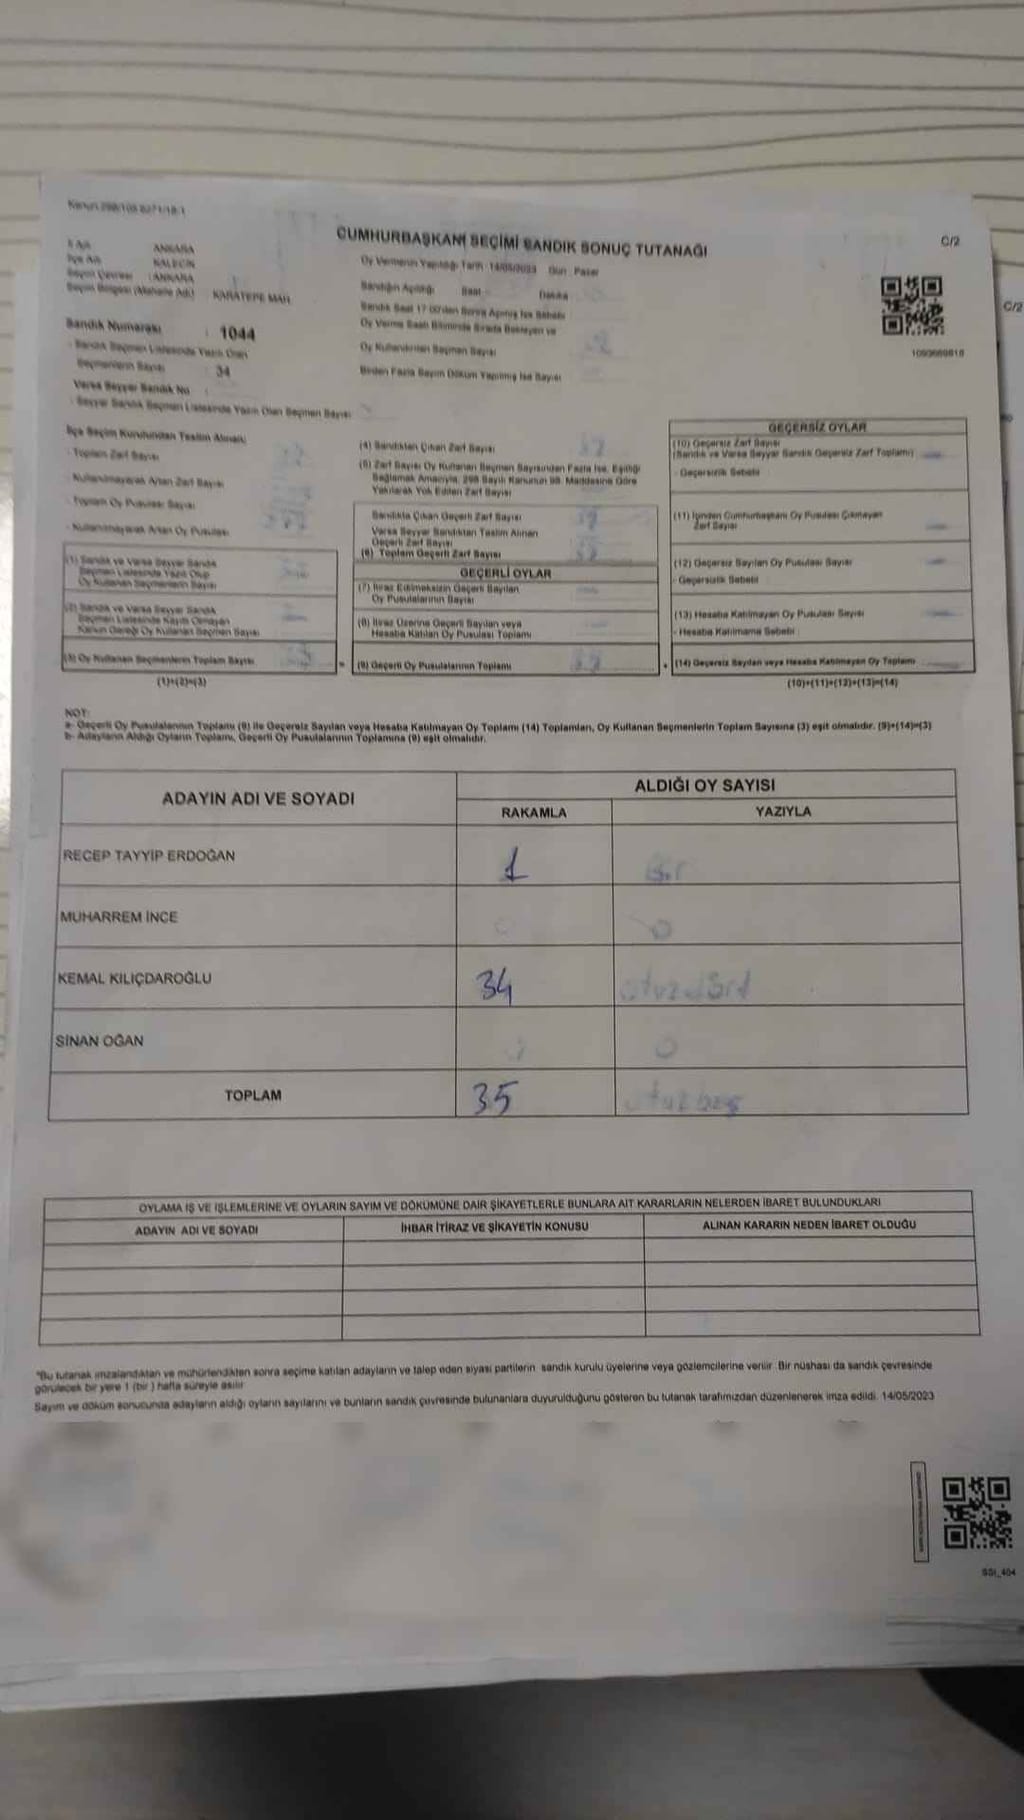 CUMHURBAŞKANI SEÇİMİ SANDIK SONUÇ TUTANAĞI
C/2
İl Adı ANKARA
İlçe Adı KALECİK
Seçim Çevresi : ANKARA
Seçim Bölgesi (Mahalle Adı) : KARATEPE MAH.
Oy Vermenin Yapıldığı Tarih : 14/05/2023 Gün : Pazar
Sandığın Açıldığı Saat : Dakika
Sandık Saat 17:00'den Sonra Açılmış İse Sebebi
Oy Verme Saati Bitiminde Sırada Bekleyen ve
Oy Kullandırılan Seçmen Sayısı
Birden Fazla Sayım Döküm Yapılmış İse Sayısı
C/2
Sandık Numarası : 1044
- Sandık Seçmen Listesinde Yazılı Olan
Seçmenlerin Sayısı : 34
Varsa Seyyar Sandık No
- Seyyar Sandık Seçmen Listesinde Yazılı Olan Seçmen Sayısı
İlçe Seçim Kurulundan Teslim Alınan;
- Toplam Zarf Sayısı
- Kullanılmayarak Artan Zarf Sayısı
- Toplam Oy Pusulası Sayısı
- Kullanılmayarak Artan Oy Pusulası
(1) Sandık ve Varsa Seyyar Sandık
Seçmen Listesinde Yazılı Olup
Oy Kullanan Seçmenlerin Sayısı
(2) Sandık ve Varsa Seyyar Sandık
Seçmen Listesinde Kayıtlı Olmayan
Kanun Gereği Oy Kullanan Seçmen Sayısı
(3) Oy Kullanan Seçmenlerin Toplam Sayısı
(1)+(2)=(3)
(4) Sandıktan Çıkan Zarf Sayısı
(5) Zarf Sayısı Oy Kullanan Seçmen Sayısından Fazla İse, Eşitliği
Sağlamak Amacıyla, 298 Sayılı Kanunun 98. Maddesine Göre
Yakılarak Yok Edilen Zarf Sayısı
Sandıkta Çıkan Geçerli Zarf Sayısı
Varsa Seyyar Sandıktan Teslim Alınan
Geçerli Zarf Sayısı
(6) Toplam Geçerli Zarf Sayısı
GEÇERLİ OYLAR
(7) İtiraz Edilmeksizin Geçerli Sayılan
Oy Pusulalarının Sayısı
(8) İtiraz Üzerine Geçerli Sayılan veya
Hesaba Katılan Oy Pusulası Toplamı
(9) Geçerli Oy Pusulalarının Toplamı
GEÇERSİZ OYLAR
(10) Geçersiz Zarf Sayısı
(Sandık ve Varsa Seyyar Sandık Geçersiz Zarf Toplamı)
- Geçersizlik Sebebi
(11) İçinden Cumhurbaşkanı Oy Pusulası Çıkmayan
Zarf Sayısı
(12) Geçersiz Sayılan Oy Pusulası Sayısı
- Geçersizlik Sebebi
(13) Hesaba Katılmayan Oy Pusulası Sayısı
- Hesaba Katılmama Sebebi
(14) Geçersiz Sayılan veya Hesaba Katılmayan Oy Toplamı
(10)+(11)+(12)+(13)=(14)
NOT:
a- Geçerli Oy Pusulalarının Toplamı (9) ile Geçersiz Sayılan veya Hesaba Katılmayan Oy Toplamı (14) Toplamları, Oy Kullanan Seçmenlerin Toplam Sayısına (3) eşit olmalıdır. (9)+(14)=(3)
b- Adayların Aldığı Oyların Toplamı, Geçerli Oy Pusulalarının Toplamına (9) eşit olmalıdır.
ADAYIN ADI VE SOYADI
ALDIĞI OY SAYISI
RAKAMLA YAZIYLA
RECEP TAYYİP ERDOĞAN 1 Bir
MUHARREM İNCE 0 0
KEMAL KILIÇDAROĞLU 34 otuzdört
SİNAN OĞAN 0 0
TOPLAM 35 otuzbeş
OYLAMA İŞ VE İŞLEMLERİNE VE OYLARIN SAYIM VE DÖKÜMÜNE DAİR ŞİKAYETLERLE BUNLARA AİT KARARLARIN NELERDEN İBARET BULUNDUKLARI
ADAYIN ADI VE SOYADI İHBAR İTİRAZ VE ŞİKAYETİN KONUSU ALINAN KARARIN NEDEN İBARET OLDUĞU
"Bu tutanak imzalandıktan ve mühürlendikten sonra seçime katılan adayların ve talep eden siyasi partilerin sandık kurulu üyelerine veya gözlemcilerine verilir. Bir nüshası da sandık çevresinde
görülecek bir yere 1 (bir) hafta süreyle asılır
Sayım ve döküm sonucunda adayların aldığı oyların sayılarını ve bunların sandık çevresinde bulunanlara duyurulduğunu gösteren bu tutanak tarafımızdan düzenlenerek imza edildi. 14/05/2023